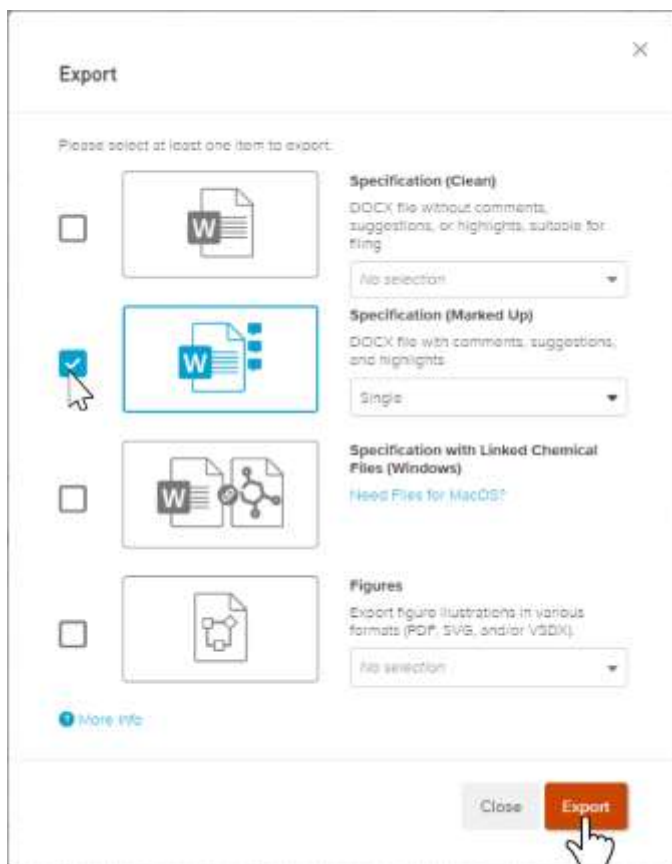 Export
Please select at least one item to export.
Specification (Clean)
DOCX file without comments,
suggestions, or highlights, suitable for
filing
No selection
W
Specification (Marked Up)
DOCX file with comments, suggestions,
and highlights
Single
W
Specification with Linked Chemical
Files (Windows)
Need Files for MacOS?
W
Figures
Export figure illustrations in various
formats (PDF, SVG, and/or VSDX).
No selection
? More info
Close
Export